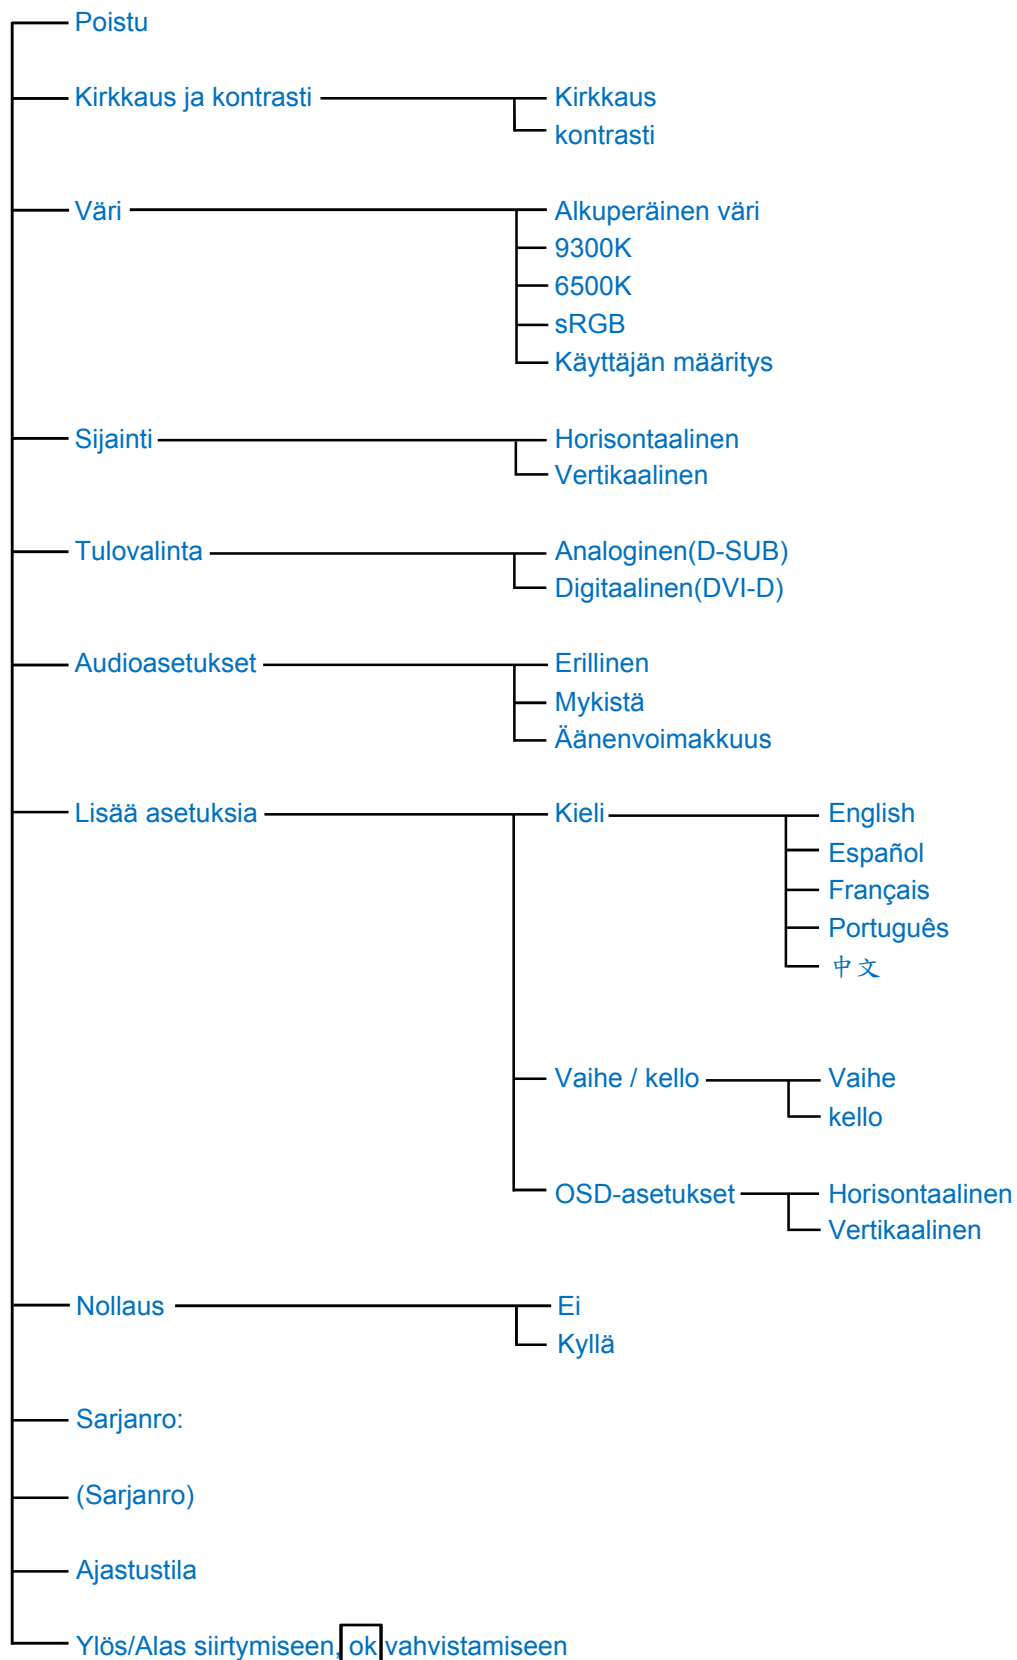 Poistu
Kirkkaus ja kontrasti
Kirkkaus
kontrasti
Väri
Alkuperäinen väri
9300K
6500K
sRGB
Käyttäjän määritys
Sijainti
Horisontaalinen
Vertikaalinen
Tulovalinta
Analoginen(D-SUB)
Digitaalinen(DVI-D)
Audioasetukset
Erillinen
Mykistä
Äänenvoimakkuus
Lisää asetuksia
Kieli
English
Español
Français
Português
中文
Vaihe / kello
Vaihe
kello
OSD-asetukset
Horisontaalinen
Vertikaalinen
Nollaus
Ei
Kyllä
Sarjanro:
(Sarjanro)
Ajastustila
Ylös/Alas siirtymiseen, ok vahvistamiseen